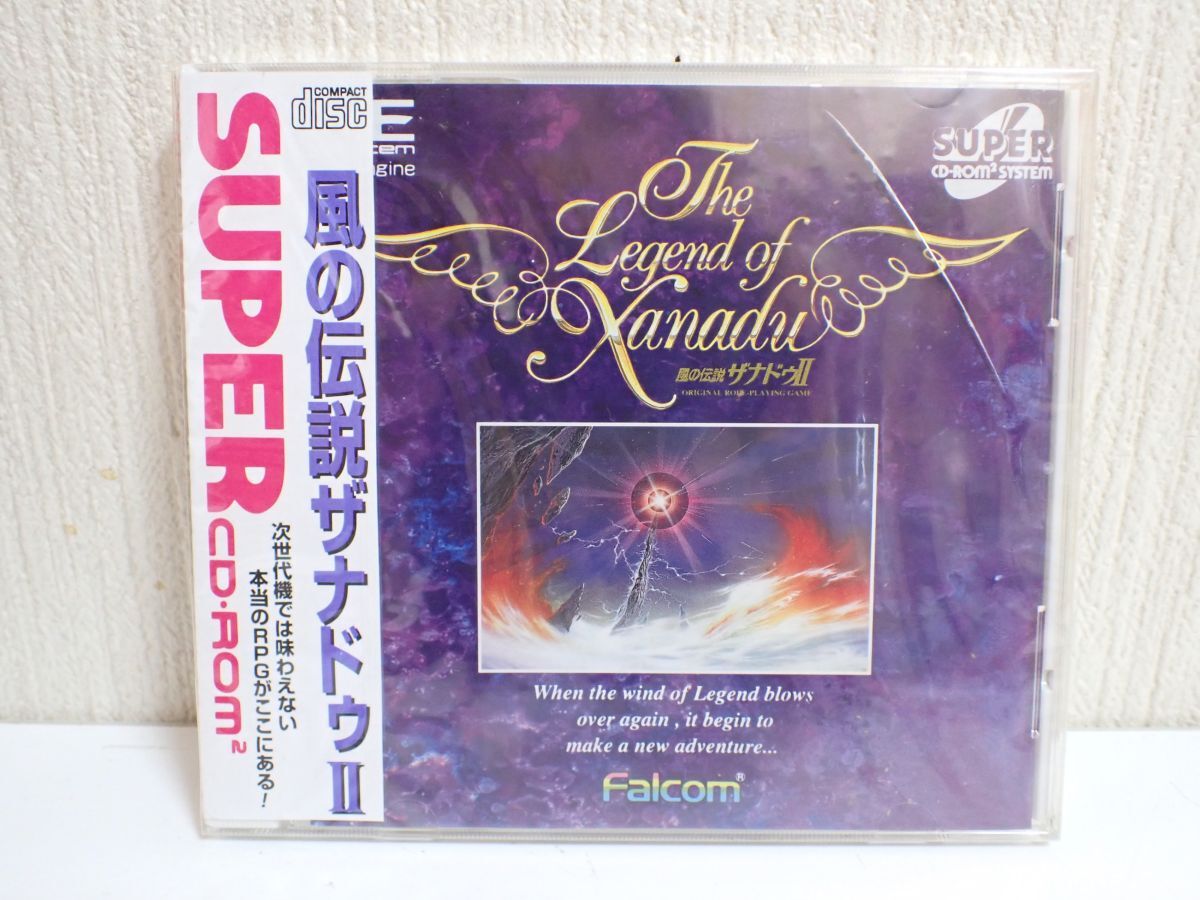 COMPACT
disc
SUPER
CD-ROM2
風の伝説ザナドゥII
次世代機では味わえない
本当のRPGがここにある!
SUPER
CD-ROM2 SYSTEM
The
Legend of
Xanadu
風の伝説 ザナドゥII
ORIGINAL ROLE-PLAYING GAME
When the wind of Legend blows
over again , it begin to
make a new adventure...
Falcom®